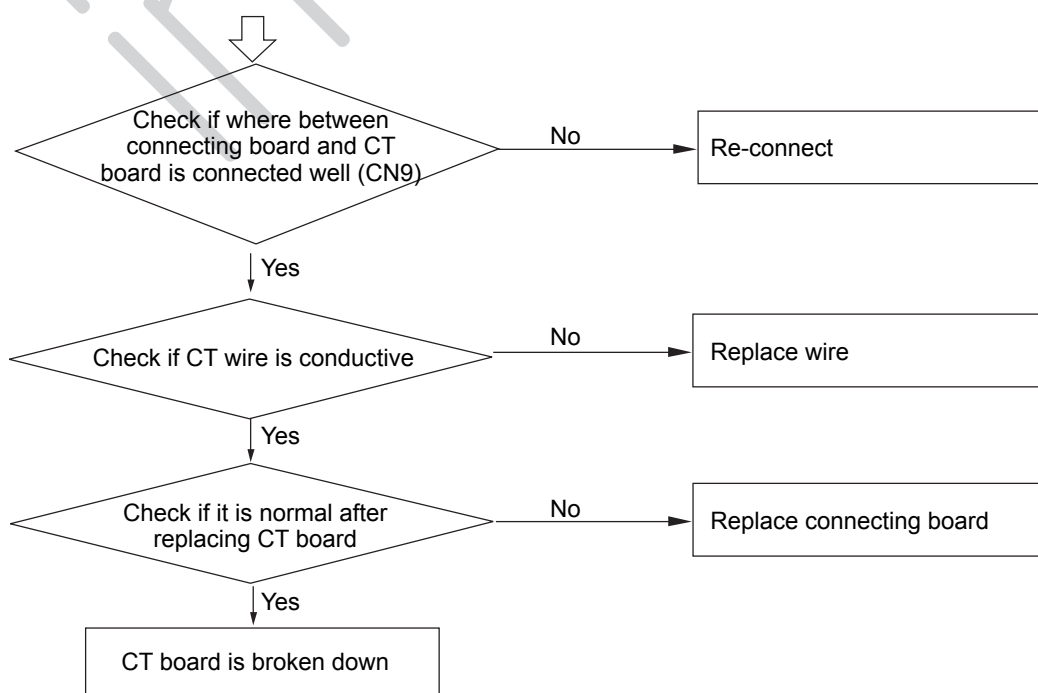 Check if where between
connecting board and CT
board is connected well (CN9)
No
Re-connect
Yes
Check if CT wire is conductive
No
Replace wire
Yes
Check if it is normal after
replacing CT board
No
Replace connecting board
Yes
CT board is broken down